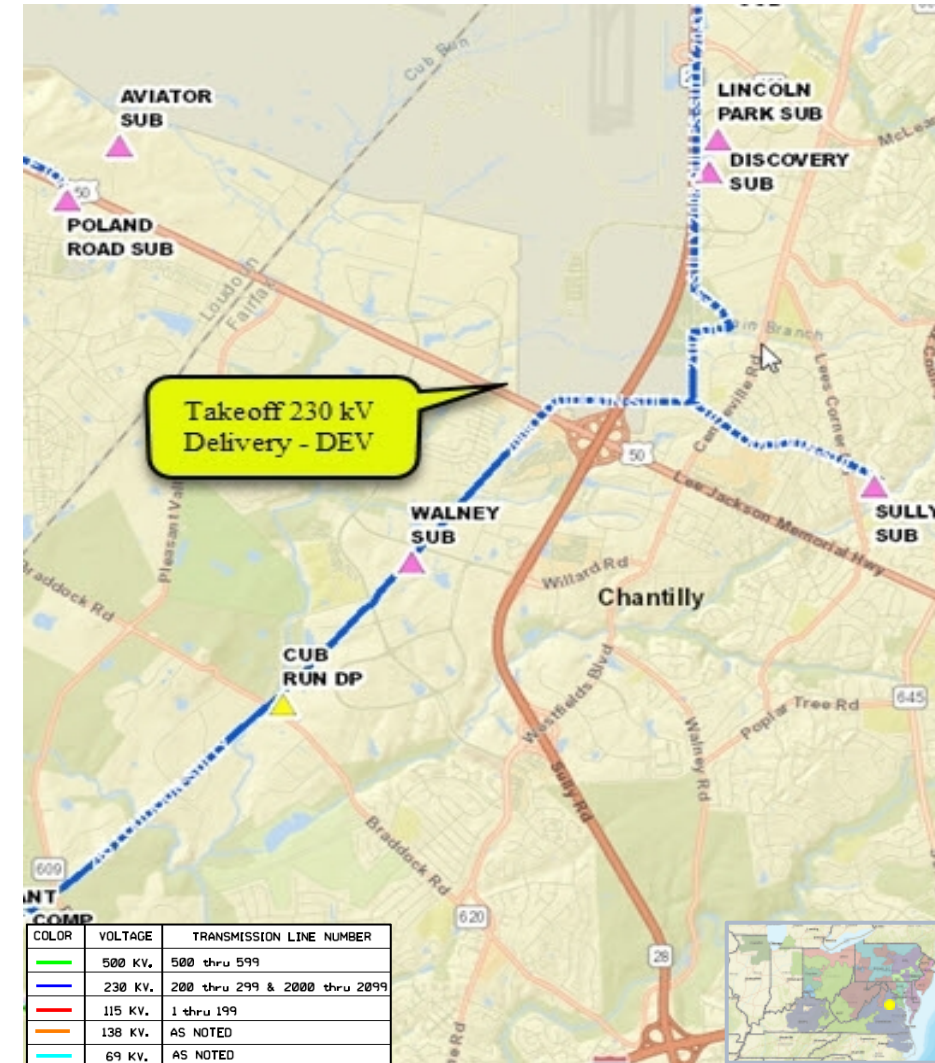 Cub Run
AVIATOR
SUB
LINCOLN
PARK SUB
DISCOVERY
SUB
50
POLAND
ROAD SUB
Loudoun
Fairfax
Takeoff 230 kV
Delivery - DEV
Centreville Rd
Lees Corner
50
Lee Jackson Memorial Hwy
SULLY
SUB
WALNEY
SUB
Willard Rd
Chantilly
Braddock Rd
CUB
RUN DP
Westfields Blvd
Poplar Tree Rd
645
Walney Rd
Sully Rd
Braddock Rd
609
620
28
COMP
COLOR VOLTAGE TRANSMISSION LINE NUMBER
500 KV. 500 thru 599
230 KV. 200 thru 299 & 2000 thru 2099
115 KV. 1 thru 199
138 KV. AS NOTED
69 KV. AS NOTED